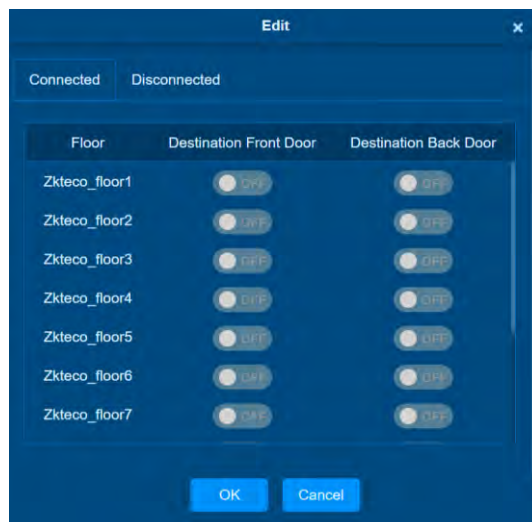 Edit ×
Connected Disconnected
Floor Destination Front Door Destination Back Door
Zkteco_floor1 OFF OFF
Zkteco_floor2 OFF OFF
Zkteco_floor3 OFF OFF
Zkteco_floor4 OFF OFF
Zkteco_floor5 OFF OFF
Zkteco_floor6 OFF OFF
Zkteco_floor7 OFF OFF
OK Cancel